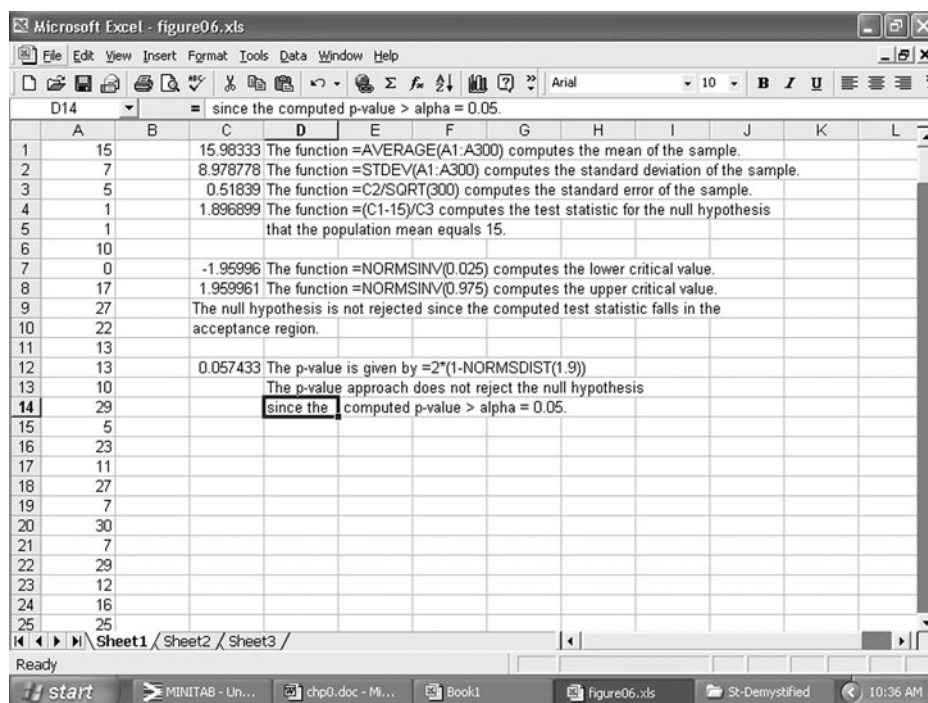 Microsoft Excel - figure06.xls
File Edit View Insert Format Tools Data Window Help
Arial 10 B I U
D14 = since the computed p-value > alpha = 0.05.
A B C D E F G H I J K L
1 15 15.98333 The function =AVERAGE(A1:A300) computes the mean of the sample.
2 7 8.978778 The function =STDEV(A1:A300) computes the standard deviation of the sample.
3 5 0.51839 The function =C2/SQRT(300) computes the standard error of the sample.
4 1 1.896899 The function =(C1-15)/C3 computes the test statistic for the null hypothesis
5 1 that the population mean equals 15.
6 10
7 0 -1.95996 The function =NORMSINV(0.025) computes the lower critical value.
8 17 1.959961 The function =NORMSINV(0.975) computes the upper critical value.
9 27 The null hypothesis is not rejected since the computed test statistic falls in the
10 22 acceptance region.
11 13
12 13 0.057433 The p-value is given by =2*(1-NORMSDIST(1.9))
13 10 The p-value approach does not reject the null hypothesis
14 29 since the computed p-value > alpha = 0.05.
15 5
16 23
17 11
18 27
19 7
20 30
21 7
22 29
23 12
24 16
25 25
Sheet1 / Sheet2 / Sheet3 /
Ready
start MINITAB - Un... chp0.doc - Mi... Book1 figure06.xls St-Demystified 10:36 AM